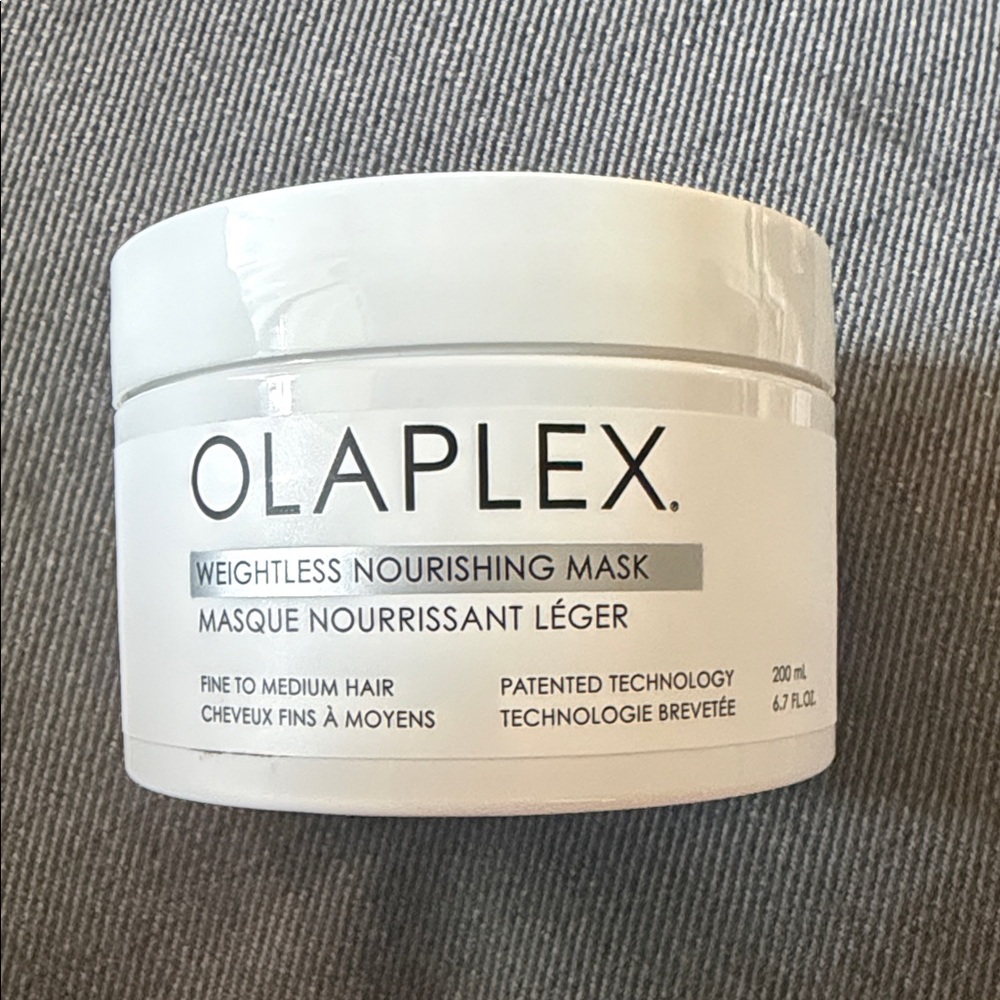 OLAPLEX.
WEIGHTLESS NOURISHING MASK
MASQUE NOURRISSANT LÉGER
FINE TO MEDIUM HAIR
CHEVEUX FINS À MOYENS
PATENTED TECHNOLOGY
TECHNOLOGIE BREVETÉE
200 mL
6.7 FL.OZ.